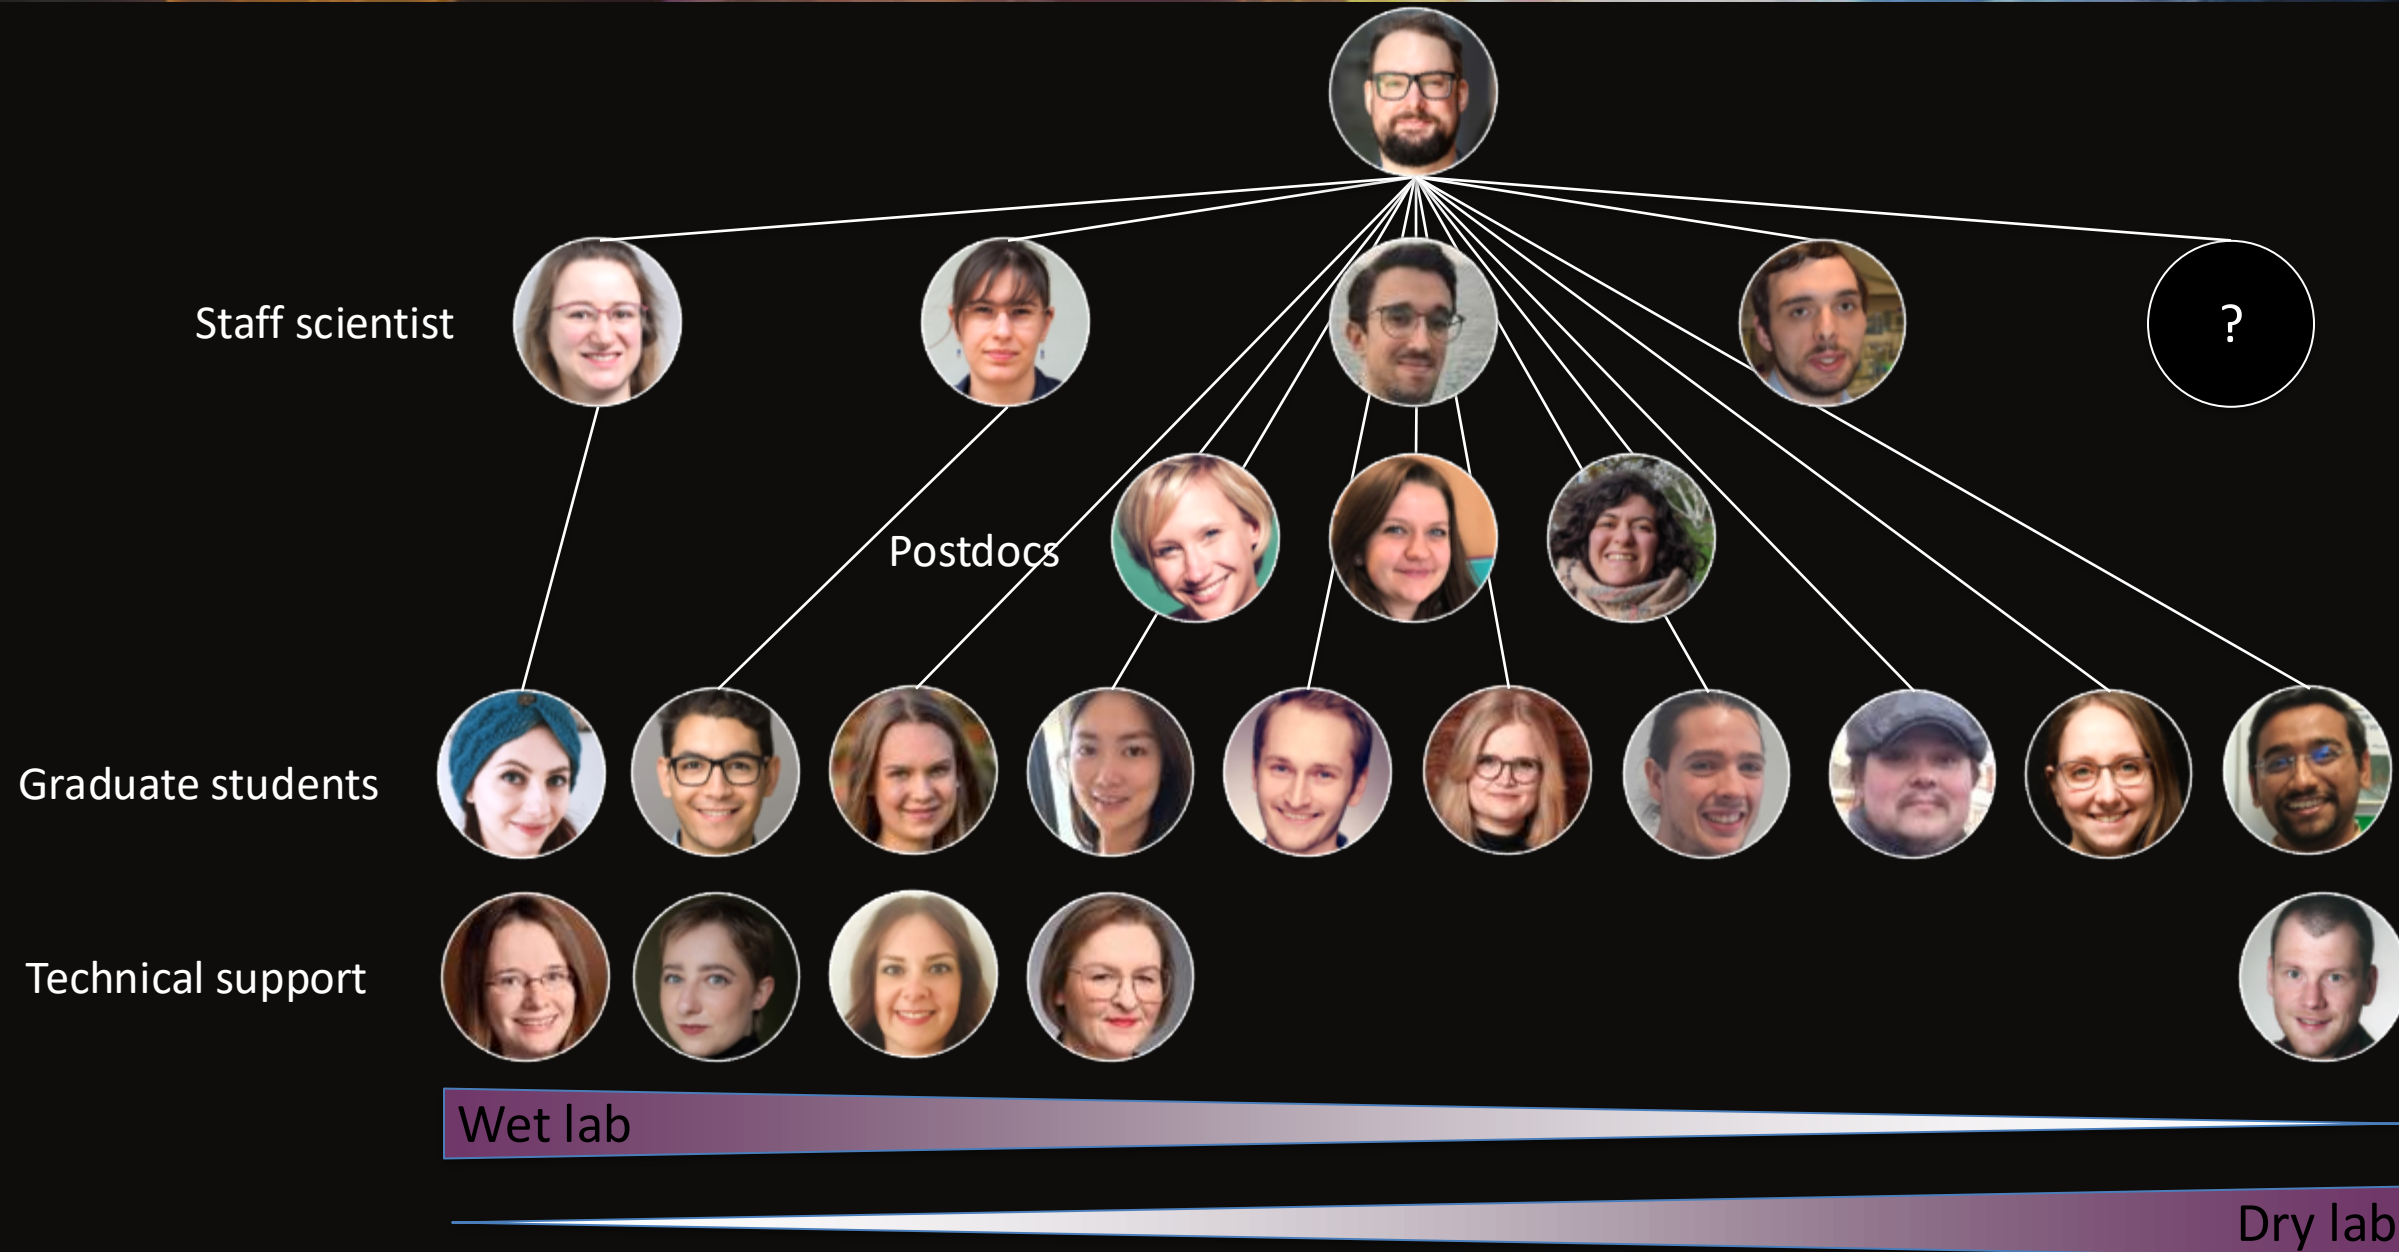 Staff scientist
?
Postdocs
Graduate students
Technical support
Wet lab
Dry lab